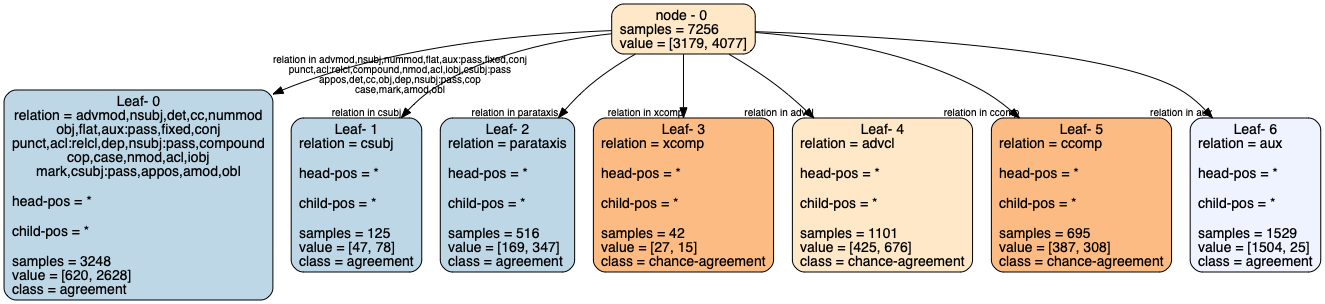 node - 0
samples = 7256
value = [3179, 4077]
relation in advmod,nsubj,nummod,flat,aux:pass,fixed,conj
punct,acl:relcl,compound,nmod,acl,iobj,csubj:pass
appos,det,cc,obj,dep,nsubj:pass,cop
case,mark,amod,obl
relation in csubj
relation in parataxis
relation in xcomp
relation in advcl
relation in ccomp
relation in aux
Leaf- 0
relation = advmod,nsubj,det,cc,nummod
obj,flat,aux:pass,fixed,conj
punct,acl:relcl,dep,nsubj:pass,compound
cop,case,nmod,acl,iobj
mark,csubj:pass,appos,amod,obl
head-pos = *
child-pos = *
samples = 3248
value = [620, 2628]
class = agreement
Leaf- 1
relation = csubj
head-pos = *
child-pos = *
samples = 125
value = [47, 78]
class = agreement
Leaf- 2
relation = parataxis
head-pos = *
child-pos = *
samples = 516
value = [169, 347]
class = agreement
Leaf- 3
relation = xcomp
head-pos = *
child-pos = *
samples = 42
value = [27, 15]
class = chance-agreement
Leaf- 4
relation = advcl
head-pos = *
child-pos = *
samples = 1101
value = [425, 676]
class = chance-agreement
Leaf- 5
relation = ccomp
head-pos = *
child-pos = *
samples = 695
value = [387, 308]
class = chance-agreement
Leaf- 6
relation = aux
head-pos = *
child-pos = *
samples = 1529
value = [1504, 25]
class = agreement